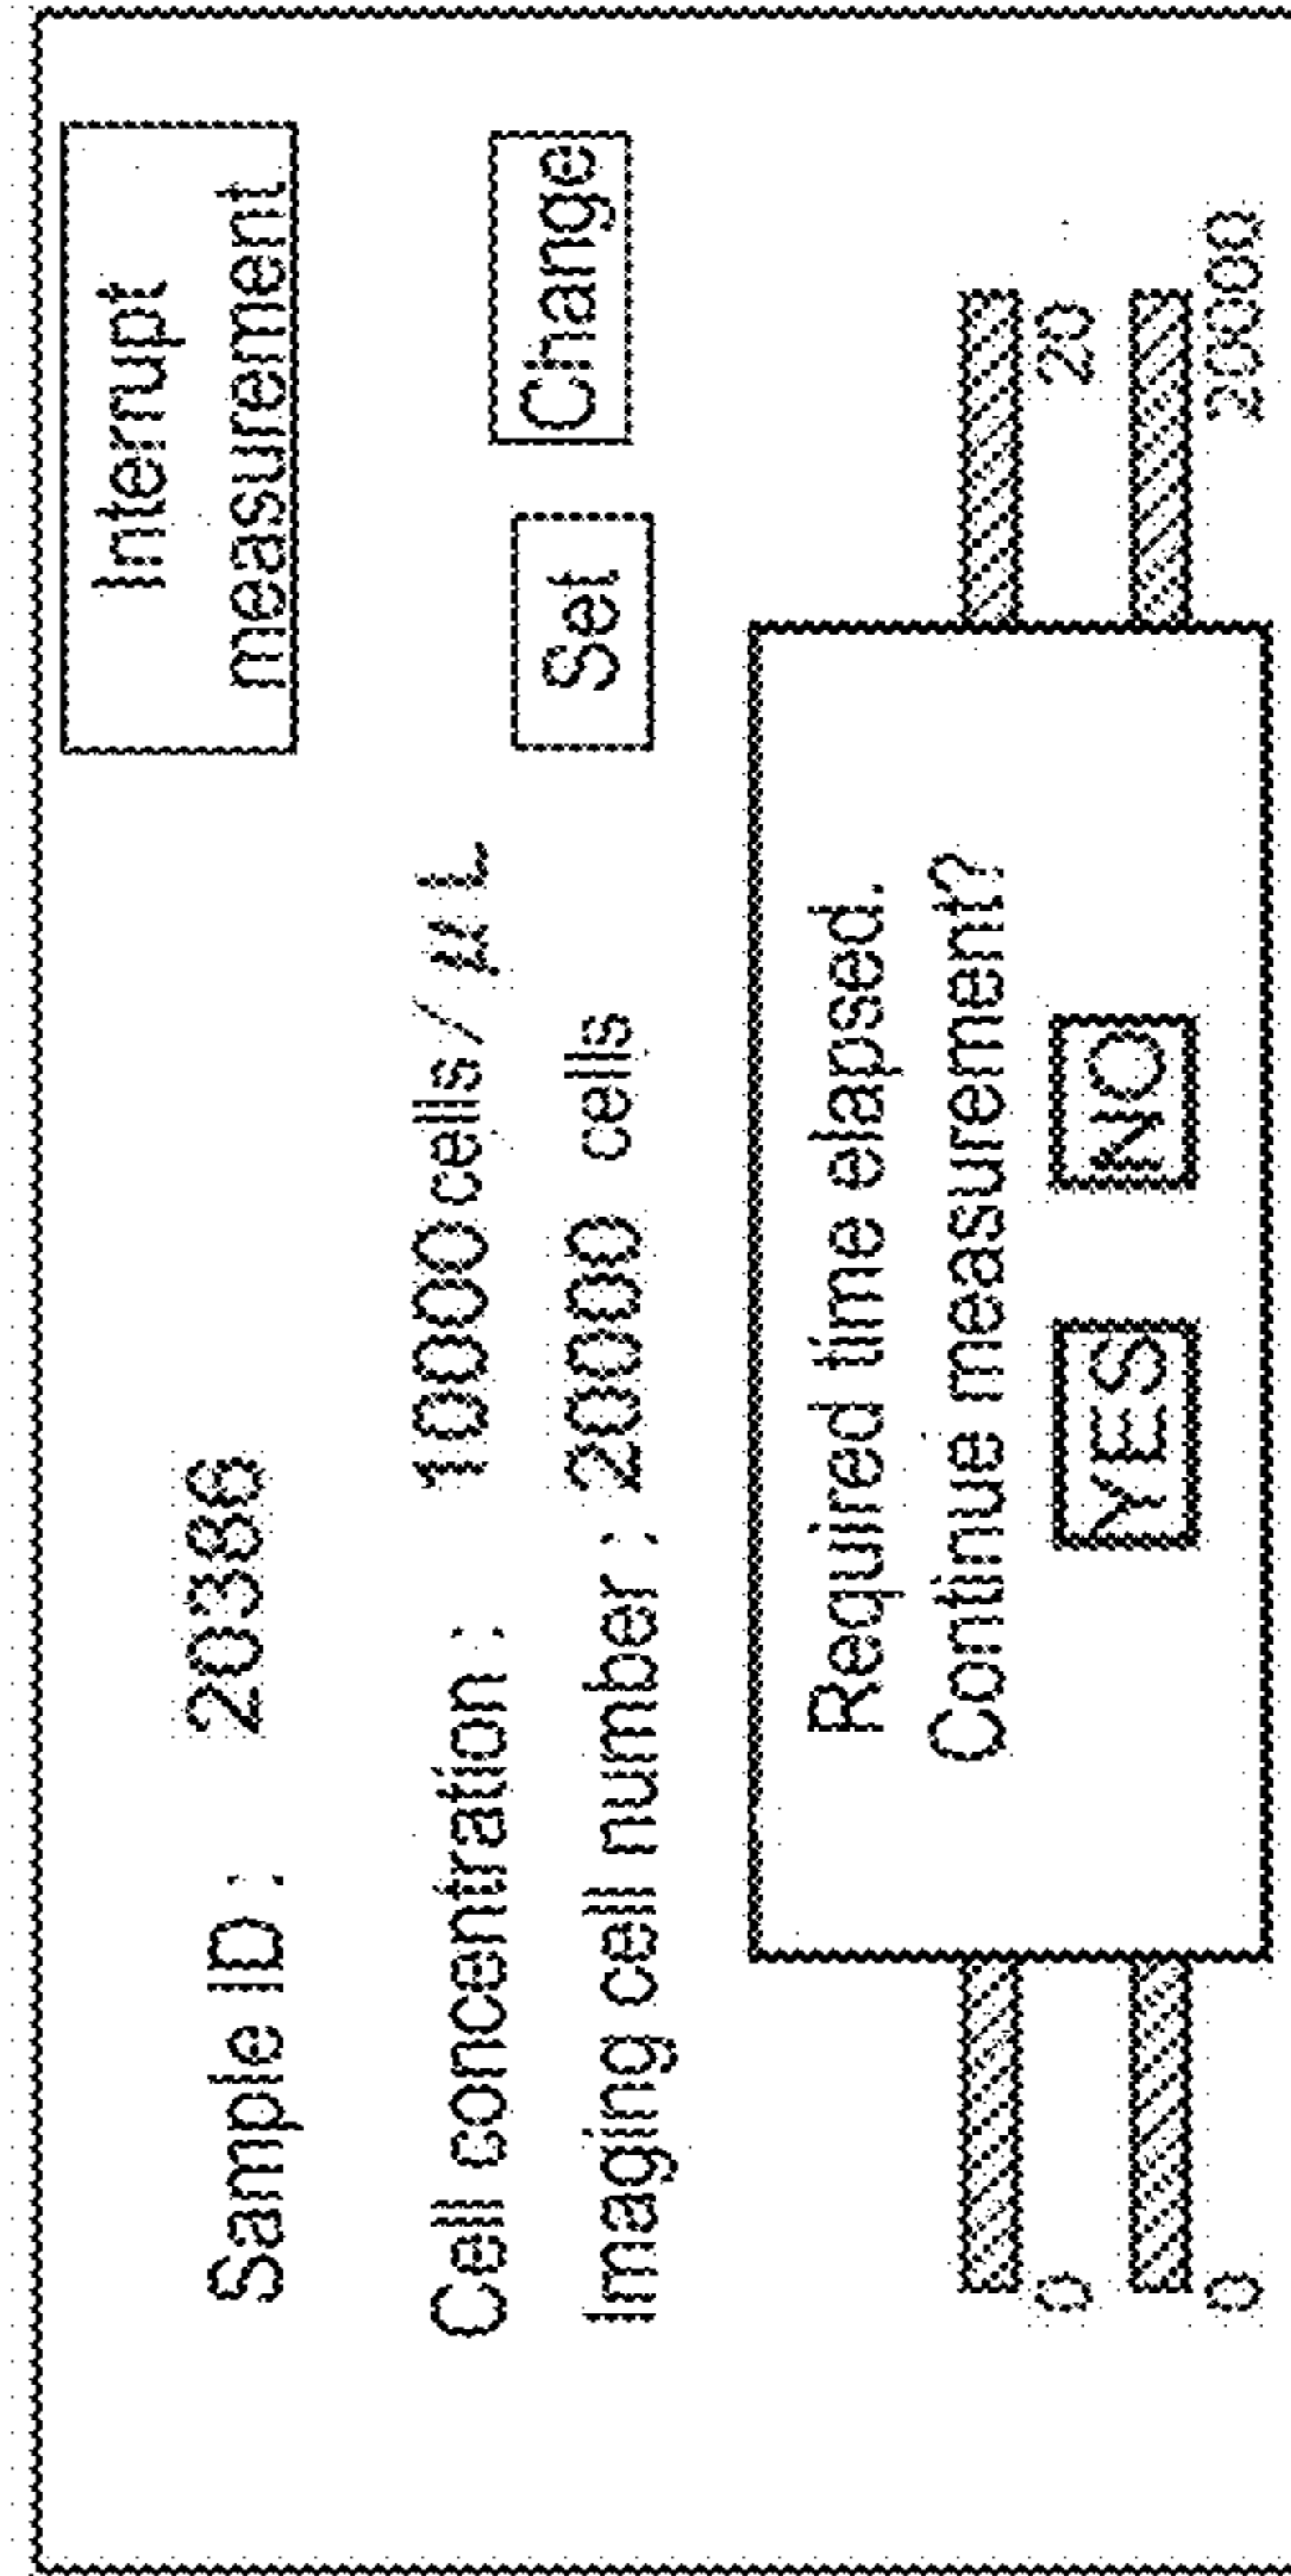 Interrupt
measurement
Sample ID : 20386
Cell concentration : 10000 cells/μL
Imaging cell number : 20000 cells
Set
Change
Required time elapsed.
Continue measurement?
YES
NO
0
20
0
20000